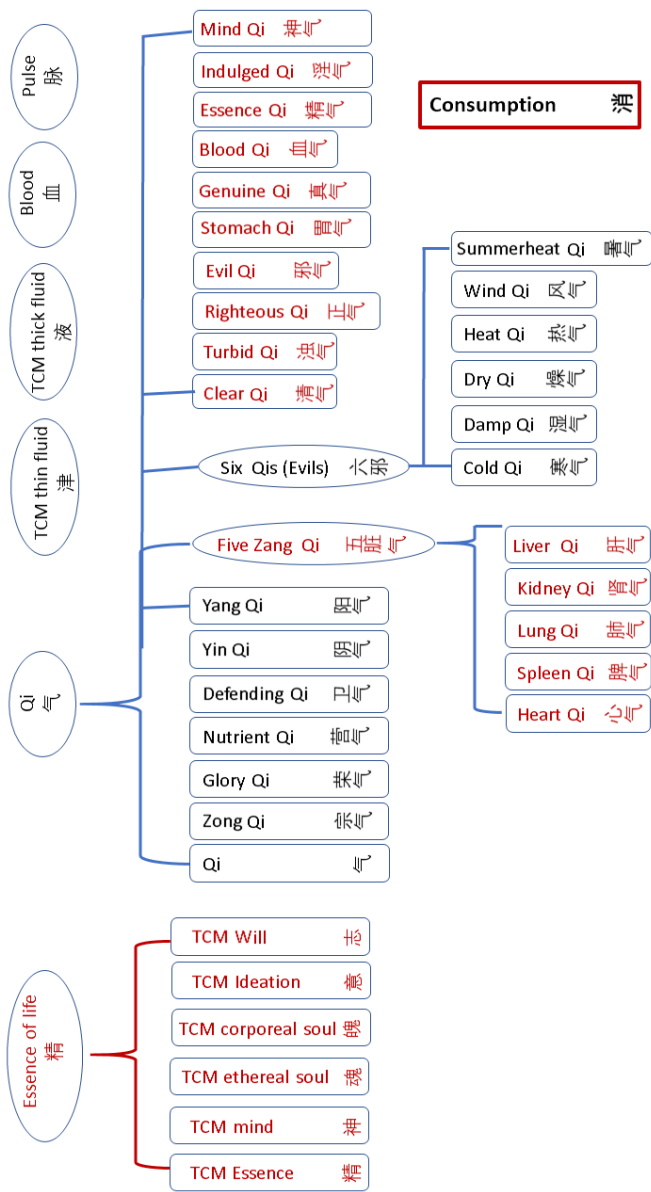 Pulse
脉
Blood
血
TCM thick fluid
液
TCM thin fluid
津
Qi
气
Essence of life
精
Mind Qi 神气
Indulged Qi 淫气
Essence Qi 精气
Blood Qi 血气
Genuine Qi 真气
Stomach Qi 胃气
Evil Qi 邪气
Righteous Qi 正气
Turbid Qi 浊气
Clear Qi 清气
Six Qis (Evils) 六邪
Five Zang Qi 五脏气
Yang Qi 阳气
Yin Qi 阴气
Defending Qi 卫气
Nutrient Qi 营气
Glory Qi 荣气
Zong Qi 宗气
Qi 气
TCM Will 志
TCM Ideation 意
TCM corporeal soul 魄
TCM ethereal soul 魂
TCM mind 神
TCM Essence 精
Consumption 消
Summerheat Qi 暑气
Wind Qi 风气
Heat Qi 热气
Dry Qi 燥气
Damp Qi 湿气
Cold Qi 寒气
Liver Qi 肝气
Kidney Qi 肾气
Lung Qi 肺气
Spleen Qi 脾气
Heart Qi 心气